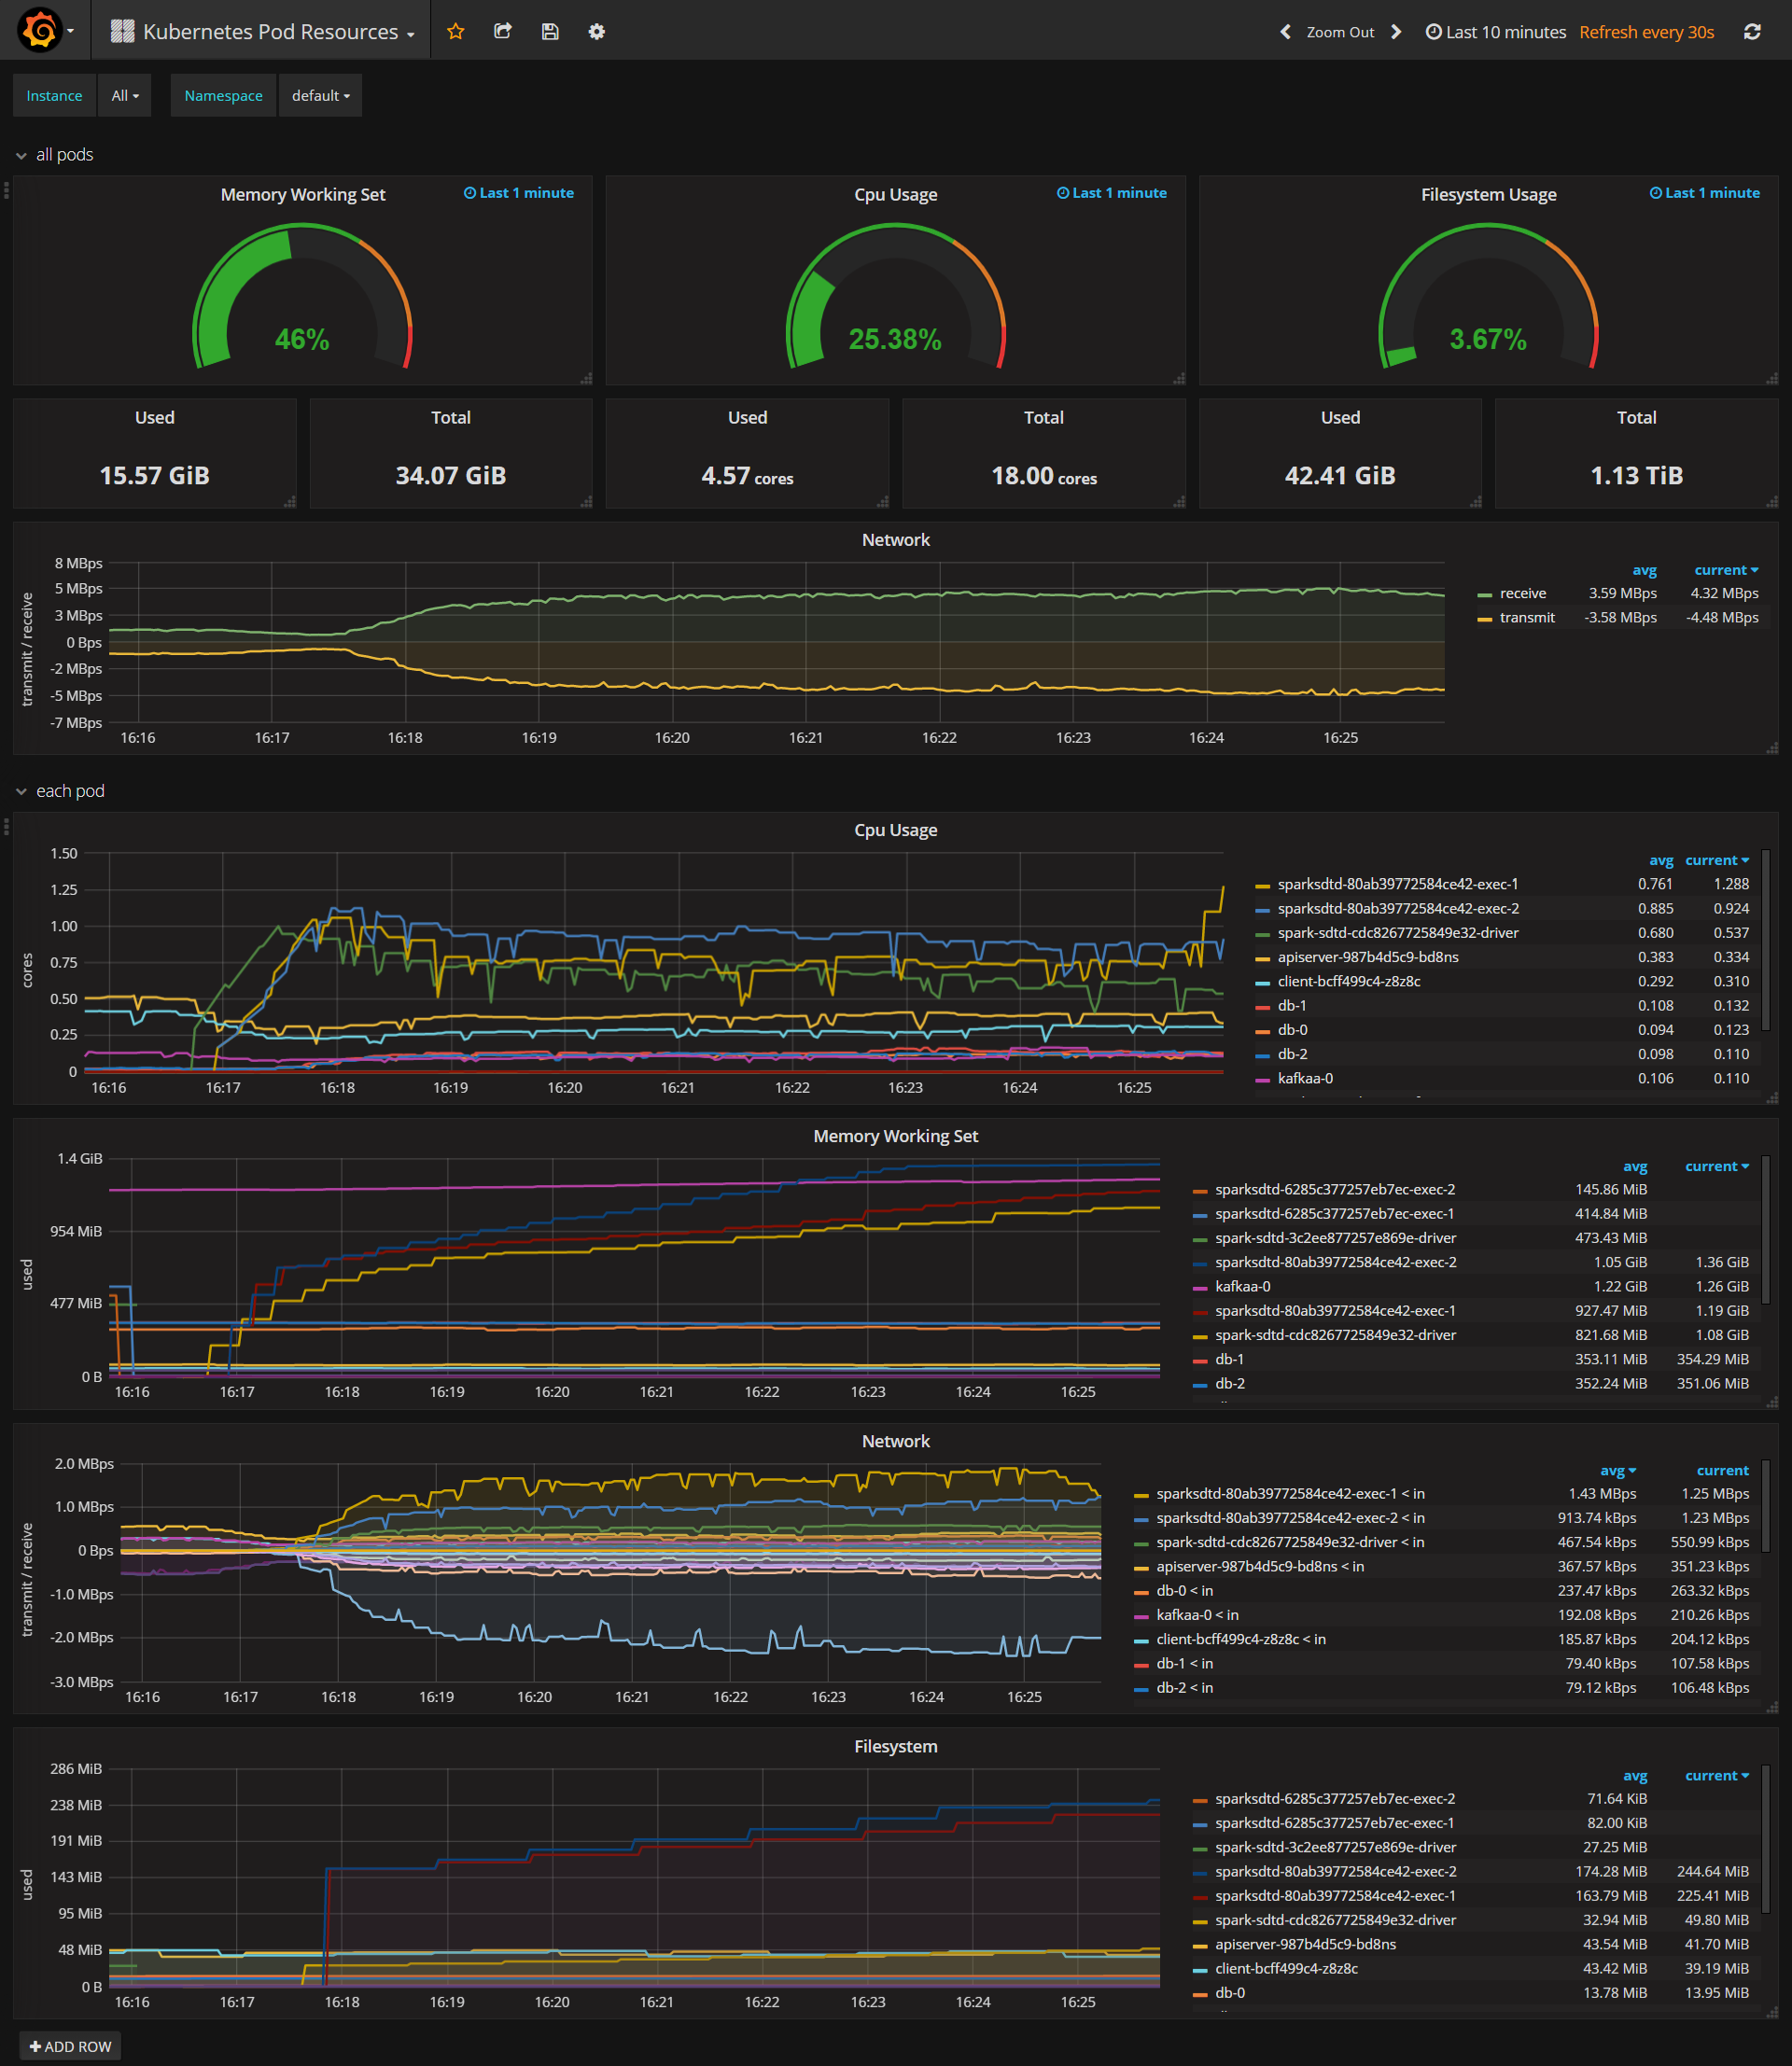 Kubernetes Pod Resources
Zoom Out
Last 10 minutes
Refresh every 30s
Instance
All
Namespace
default
all pods
Memory Working Set
Last 1 minute
46%
Cpu Usage
Last 1 minute
25.38%
Filesystem Usage
Last 1 minute
3.67%
Used
15.57 GiB
Total
34.07 GiB
Used
4.57 cores
Total
18.00 cores
Used
42.41 GiB
Total
1.13 TiB
Network
transmit / receive
8 MBps
5 MBps
3 MBps
0 Bps
-2 MBps
-5 MBps
-7 MBps
16:16 16:17 16:18 16:19 16:20 16:21 16:22 16:23 16:24 16:25
avg current
receive 3.59 MBps 4.32 MBps
transmit -3.58 MBps -4.48 MBps
each pod
Cpu Usage
cores
1.50
1.25
1.00
0.75
0.50
0.25
0
16:16 16:17 16:18 16:19 16:20 16:21 16:22 16:23 16:24 16:25
avg current
sparksdtd-80ab39772584ce42-exec-1 0.761 1.288
sparksdtd-80ab39772584ce42-exec-2 0.885 0.924
spark-sdtd-cdc8267725849e32-driver 0.680 0.537
apiserver-987b4d5c9-bd8ns 0.383 0.334
client-bcff499c4-z8z8c 0.292 0.310
db-1 0.108 0.132
db-0 0.094 0.123
db-2 0.098 0.110
kafkaa-0 0.106 0.110
Memory Working Set
used
1.4 GiB
954 MiB
477 MiB
0 B
16:16 16:17 16:18 16:19 16:20 16:21 16:22 16:23 16:24 16:25
avg current
sparksdtd-6285c377257eb7ec-exec-2 145.86 MiB
sparksdtd-6285c377257eb7ec-exec-1 414.84 MiB
spark-sdtd-3c2ee877257e869e-driver 473.43 MiB
sparksdtd-80ab39772584ce42-exec-2 1.05 GiB 1.36 GiB
kafkaa-0 1.22 GiB 1.26 GiB
sparksdtd-80ab39772584ce42-exec-1 927.47 MiB 1.19 GiB
spark-sdtd-cdc8267725849e32-driver 821.68 MiB 1.08 GiB
db-1 353.11 MiB 354.29 MiB
db-2 352.24 MiB 351.06 MiB
Network
transmit / receive
2.0 MBps
1.0 MBps
0 Bps
-1.0 MBps
-2.0 MBps
-3.0 MBps
16:16 16:17 16:18 16:19 16:20 16:21 16:22 16:23 16:24 16:25
avg current
sparksdtd-80ab39772584ce42-exec-1 < in 1.43 MBps 1.25 MBps
sparksdtd-80ab39772584ce42-exec-2 < in 913.74 kBps 1.23 MBps
spark-sdtd-cdc8267725849e32-driver < in 467.54 kBps 550.99 kBps
apiserver-987b4d5c9-bd8ns < in 367.57 kBps 351.23 kBps
db-0 < in 237.47 kBps 263.32 kBps
kafkaa-0 < in 192.08 kBps 210.26 kBps
client-bcff499c4-z8z8c < in 185.87 kBps 204.12 kBps
db-1 < in 79.40 kBps 107.58 kBps
db-2 < in 79.12 kBps 106.48 kBps
Filesystem
used
286 MiB
238 MiB
191 MiB
143 MiB
95 MiB
48 MiB
0 B
16:16 16:17 16:18 16:19 16:20 16:21 16:22 16:23 16:24 16:25
avg current
sparksdtd-6285c377257eb7ec-exec-2 71.64 KiB
sparksdtd-6285c377257eb7ec-exec-1 82.00 KiB
spark-sdtd-3c2ee877257e869e-driver 27.25 MiB
sparksdtd-80ab39772584ce42-exec-2 174.28 MiB 244.64 MiB
sparksdtd-80ab39772584ce42-exec-1 163.79 MiB 225.41 MiB
spark-sdtd-cdc8267725849e32-driver 32.94 MiB 49.80 MiB
apiserver-987b4d5c9-bd8ns 43.54 MiB 41.70 MiB
client-bcff499c4-z8z8c 43.42 MiB 39.19 MiB
db-0 13.78 MiB 13.95 MiB
ADD ROW